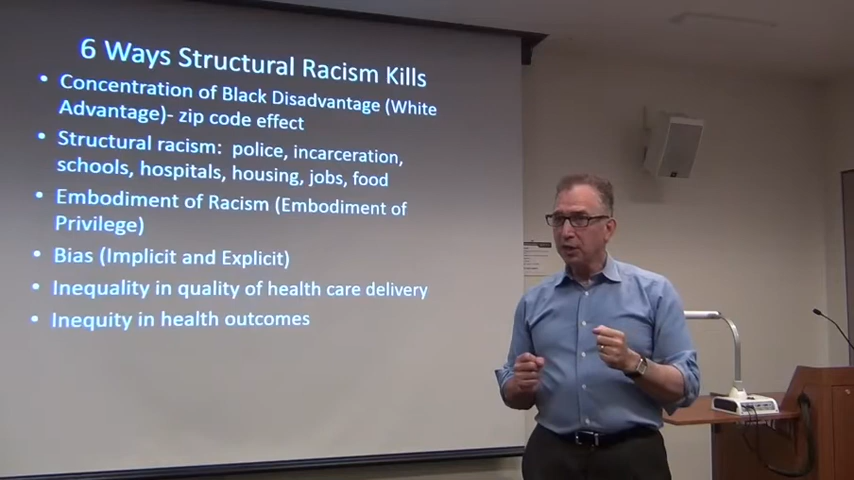 6 Ways Structural Racism Kills
• Concentration of Black Disadvantage (White
Advantage)- zip code effect
• Structural racism: police, incarceration,
schools, hospitals, housing, jobs, food
• Embodiment of Racism (Embodiment of
Privilege)
• Bias (Implicit and Explicit)
• Inequality in quality of health care delivery
• Inequity in health outcomes